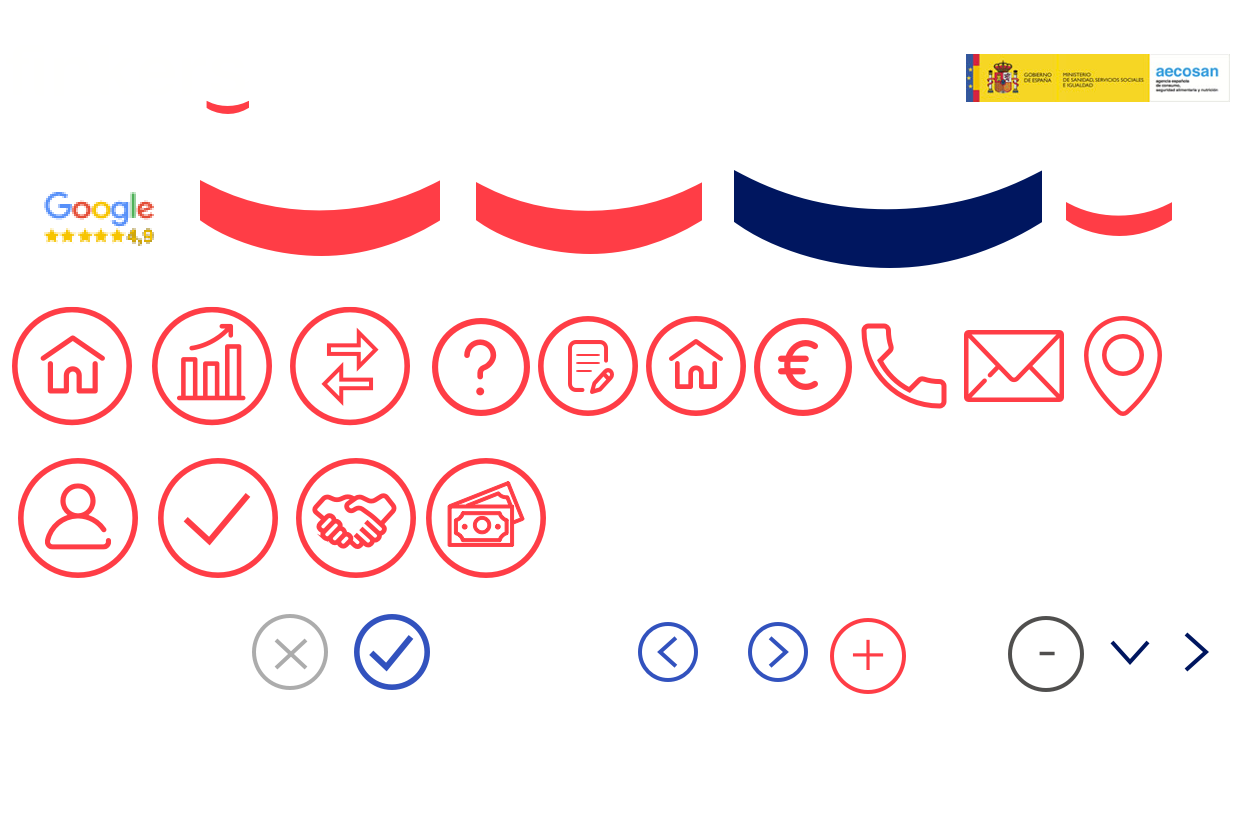 GOBIERNO
DE ESPAÑA
MINISTERIO
DE SANIDAD, SERVICIOS SOCIALES
E IGUALDAD
aecosan
agencia española
de consumo,
seguridad alimentaria y nutrición
Google
4,9